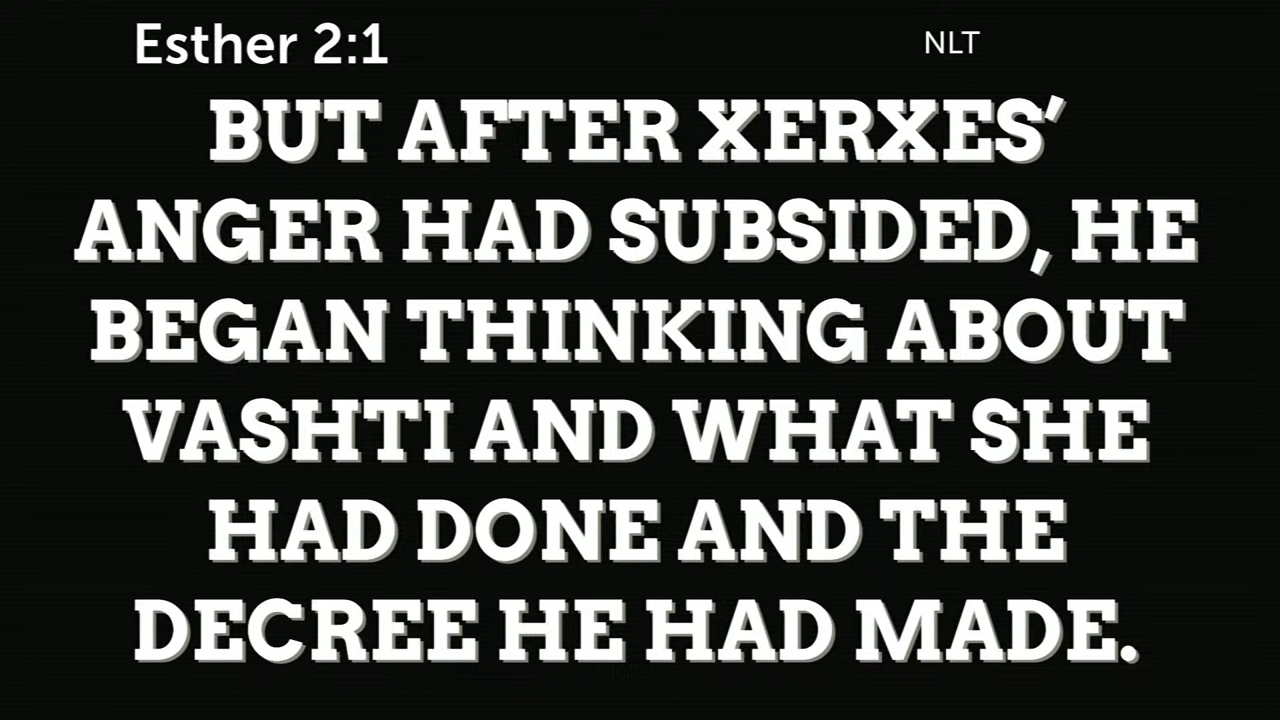 Esther 2:1 NLT
BUT AFTER XERXES’
ANGER HAD SUBSIDED, HE
BEGAN THINKING ABOUT
VASHTI AND WHAT SHE
HAD DONE AND THE
DECREE HE HAD MADE.